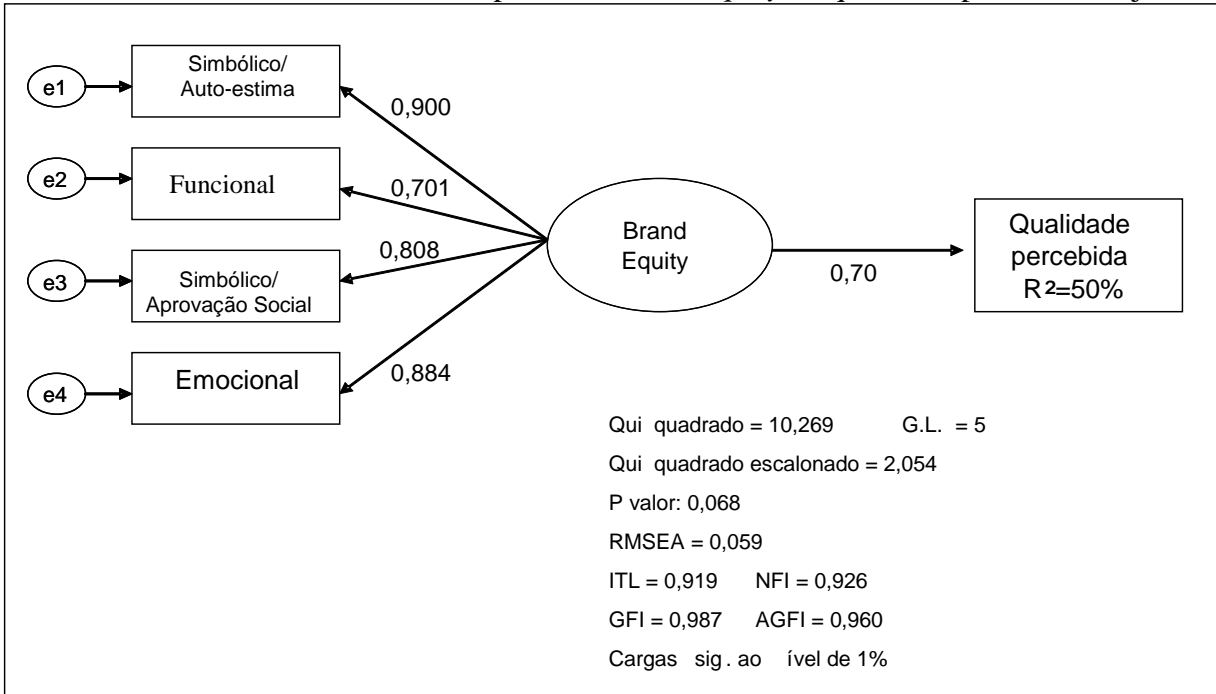 e1
Simbólico/
Auto-estima
0,900
e2
Funcional
0,701
e3
Simbólico/
Aprovação Social
0,808
e4
Emocional
0,884
Brand
Equity
0,70
Qualidade
percebida
R²=50%
Qui quadrado = 10,269 G.L. = 5
Qui quadrado escalonado = 2,054
P valor: 0,068
RMSEA = 0,059
ITL = 0,919 NFI = 0,926
GFI = 0,987 AGFI = 0,960
Cargas sig. ao ível de 1%